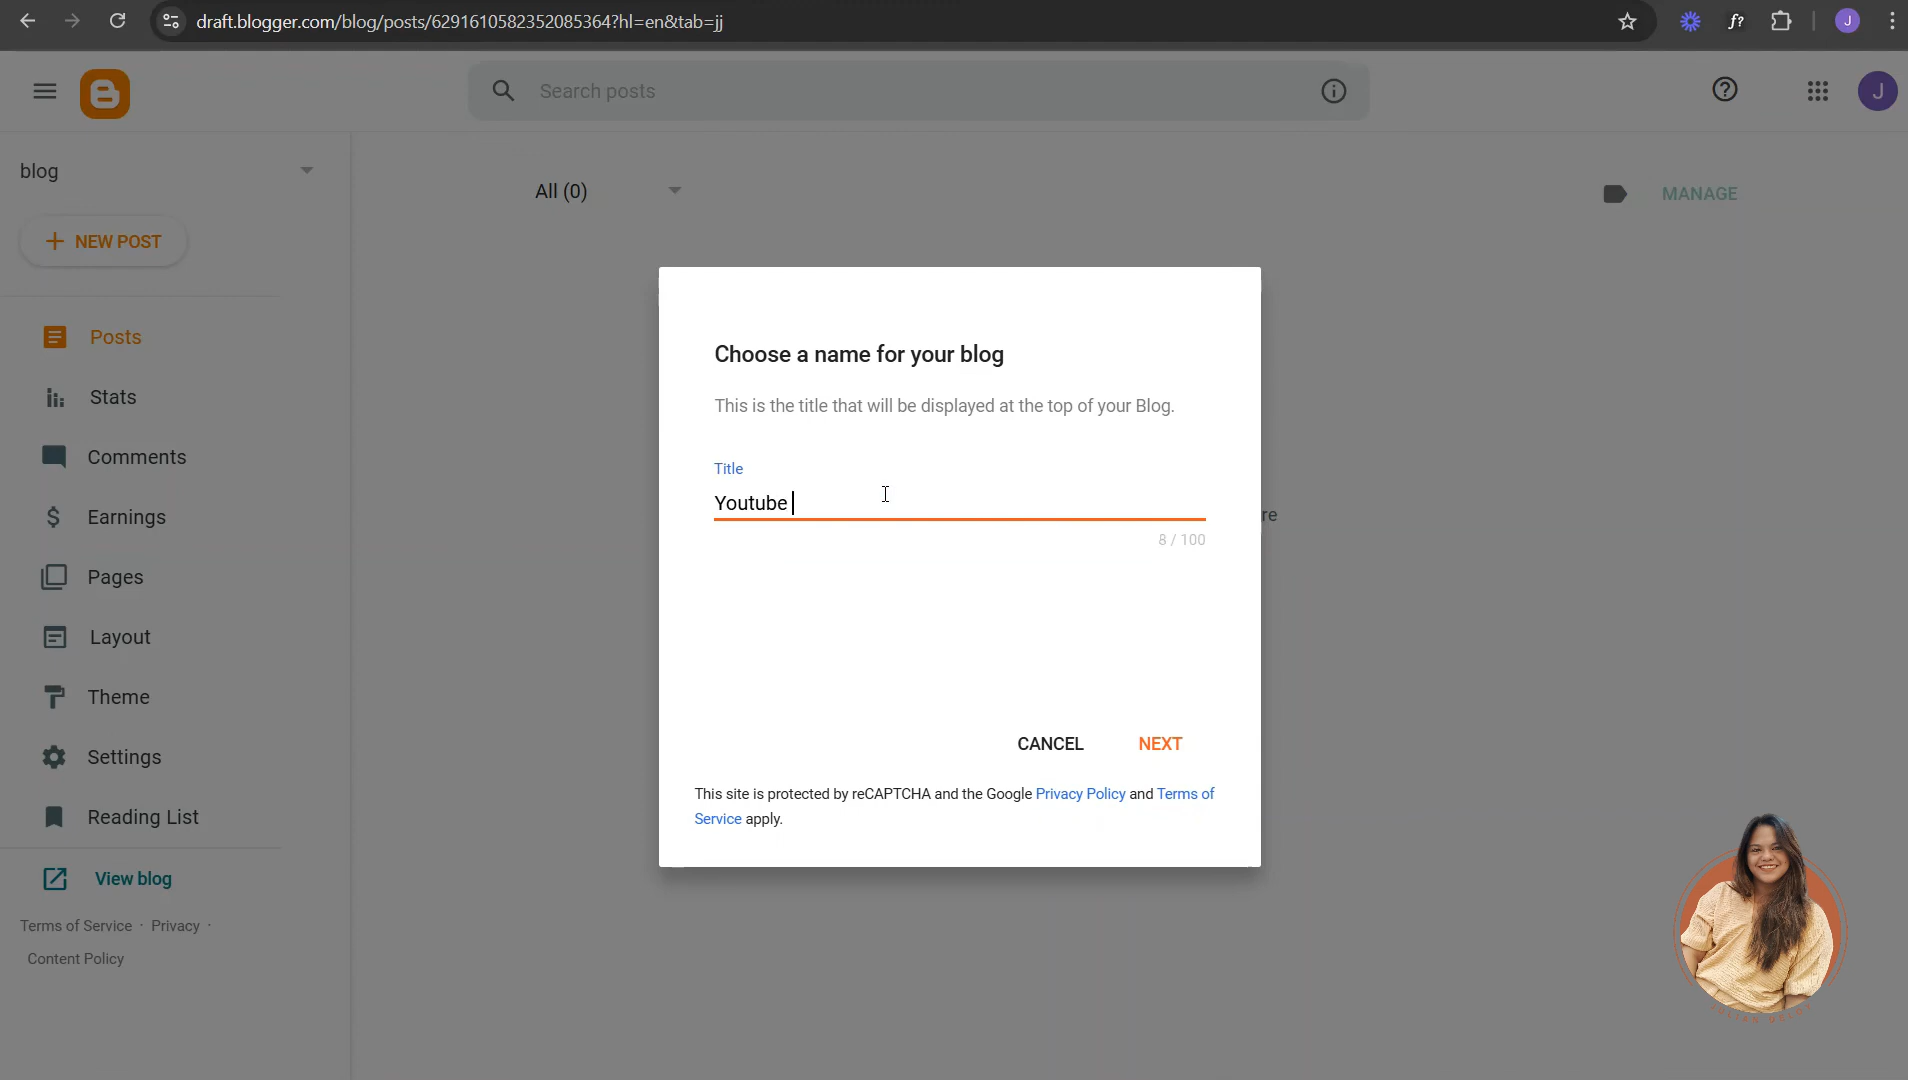 draft.blogger.com/blog/posts/6291610582352085364?hl=en&tab=jj
f?
J
Search posts
J
blog
All (0)
MANAGE
NEW POST
Posts
Stats
Comments
Earnings
Pages
Layout
Theme
Settings
Reading List
View blog
Terms of Service · Privacy ·
Content Policy
re
Choose a name for your blog
This is the title that will be displayed at the top of your Blog.
Title
Youtube
8 / 100
CANCEL
NEXT
This site is protected by reCAPTCHA and the Google Privacy Policy and Terms of
Service apply.